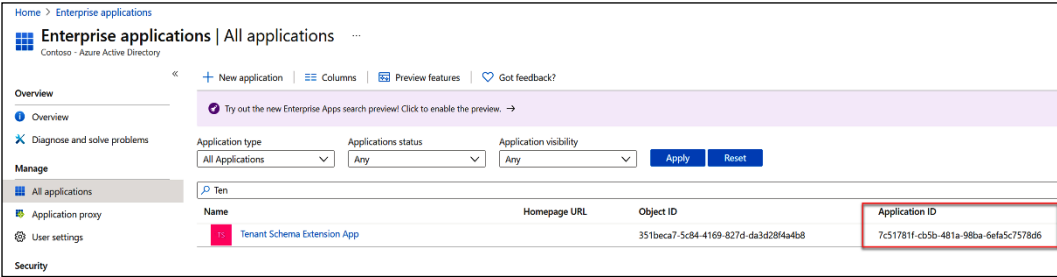 Home > Enterprise applications
Enterprise applications | All applications ...
Contoso - Azure Active Directory
«
+ New application
Columns
Preview features
Got feedback?
Overview
Try out the new Enterprise Apps search preview! Click to enable the preview. →
Overview
Diagnose and solve problems
Application type
Applications status
Application visibility
All Applications
Any
Any
Apply
Reset
Manage
All applications
Ten
Application proxy
Name
Homepage URL
Object ID
Application ID
User settings
TS
Tenant Schema Extension App
351beca7-5c84-4169-827d-da3d28f4a4b8
7c51781f-cb5b-481a-98ba-6efa5c7578d6
Security